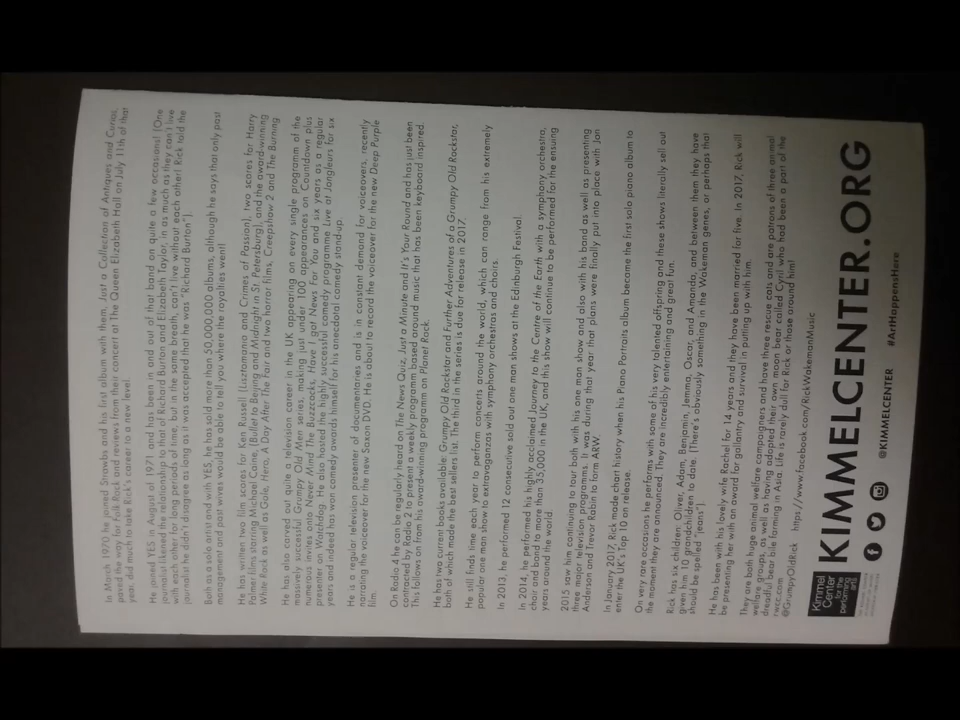 In March 1970 he joined Strawbs and his first album with them, Just a Collection of Antiques and Curios,
paved the way for Folk Rock and reviews from their concert at The Queen Elizabeth Hall on July 11th of that
year, did much to take Rick's career to a new level.
He joined YES in August of 1971 and has been in and out of that band on quite a few occasions! (One
journalist likened the relationship to that of Richard Burton and Elizabeth Taylor, in as much as they can't live
with each other for long periods of time, but in the same breath, can't live without each other! Rick told the
journalist he didn't disagree as long as it was accepted that he was "Richard Burton").
Both as a solo artist and with YES, he has sold more than 50,000,000 albums, although he says that only past
management and past wives would be able to tell you where the royalties went!!
He has written two film scores for Ken Russell (Lisztomania and Crimes of Passion), two scores for Harry
Palmer films starring Michael Caine, (Bullet to Beijing and Midnight in St Petersburg), and the award-winning
White Rock as well as G'olé, Hero, A Day After The Fair and two horror films, Creepshow 2 and The Burning
He has also carved out quite a television career in the UK appearing on every single programme of the
massively successful Grumpy Old Men series, making just under 100 appearances on Countdown plus
numerous invites onto Never Mind The Buzzcocks, Have I got News For You and six years as a regular
presenter on Watchdog. He also hosted the highly successful comedy programme Live at Jongleurs for six
years and indeed has won comedy awards himself for his anecdotal comedy stand-up.
He is a regular television presenter of documentaries and is in constant demand for voiceovers, recently
narrating the voiceover for the new Saxon DVD. He is about to record the voiceover for the new Deep Purple
film.
On Radio 4 he can be regularly heard on The News Quiz, Just a Minute and It's Your Round and has just been
contracted by Radio 2, to present a weekly programme based around music that has been keyboard inspired.
This follows on from his award-winning programme on Planet Rock.
He has two current books available: Grumpy Old Rockstar and Further Adventures of a Grumpy Old Rockstar,
both of which made the best sellers list. The third in the series is due for release in 2017.
He still finds time each year to perform concerts around the world, which can range from his extremely
popular one man show to extravaganzas with symphony orchestras and choirs.
In 2013, he performed 12 consecutive sold out one man shows at the Edinburgh Festival.
In 2014, he performed his highly acclaimed Journey to the Centre of the Earth with a symphony orchestra,
choir and band to more than 35,000 in the UK, and this show will continue to be performed for the ensuing
years around the world.
2015 saw him continuing to tour both with his one man show and also with his band as well as presenting
three major television programmes. It was during that year that plans were finally put into place with Jon
Anderson and Trevor Rabin to form ARW.
In January 2017, Rick made chart history when his Piano Portraits album became the first solo piano album to
enter the UK's Top 10 on release.
On very rare occasions he performs with some of his very talented offspring and these shows literally sell out
the moment they are announced. They are incredibly entertaining and great fun.
Rick has six children, Oliver, Adam, Benjamin, Jemma, Oscar, and Amanda, and between them they have
given him 10 grandchildren to date. (There's obviously something in the Wakeman genes, or perhaps that
should be spelled "jeans").
He has been with his lovely wife Rachel for 14 years and they have been married for five. In 2017, Rick will
be presenting her with an award for gallantry and survival in putting up with him.
They are both huge animal welfare campaigners and have three rescue cats and are patrons of three animal
welfare groups, as well as having adopted their own moon bear called Cyril who had been a part of the
dreadful bear bile farming in Asia. Life is rarely dull for Rick or those around him!
rwcc.com
@GrumpyOldRick https://www.facebook.com/RickWakemanMusic
Kimmel
Center
for the
performing
arts
KIMMELCENTER.ORG
@KIMMELCENTER #ArtHappensHere